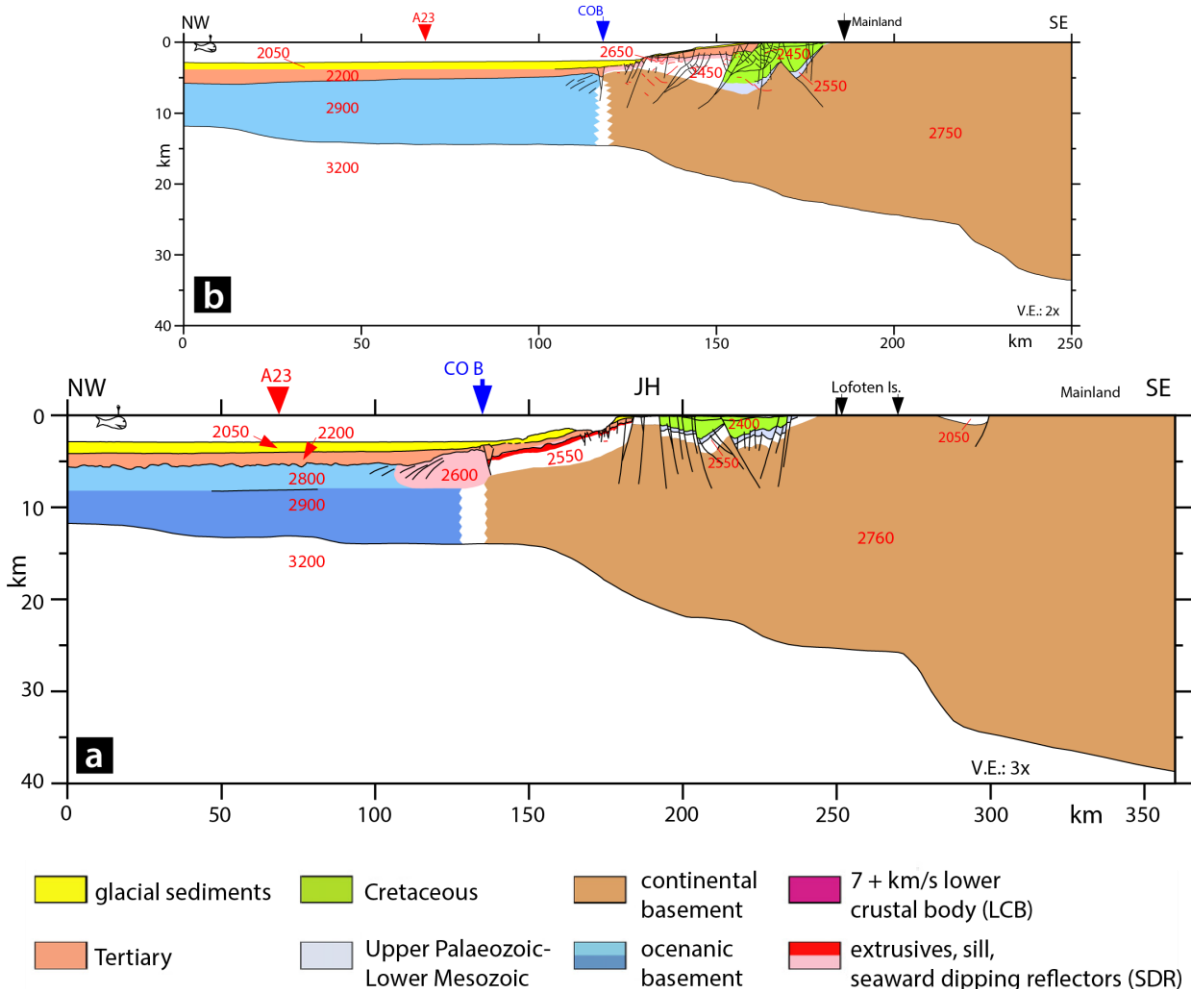 NW A23 COB Mainland SE
0
2050 2650 2450
2200 2450
2550
2900
10
2750
km
3200
20
30
b
V.E.: 2x
40
0 50 100 150 200 km 250
NW A23 CO B JH Lofoten Is. Mainland SE
0
2050 2200 2400 2050
2550 2550
2800 2600
10
2900
2760
km
3200
20
30
a
V.E.: 3x
40
0 50 100 150 200 250 300 km 350
glacial sediments Cretaceous continental 7 + km/s lower
basement crustal body (LCB)
Tertiary Upper Palaeozoic- ocenanic extrusives, sill,
Lower Mesozoic basement seaward dipping reflectors (SDR)